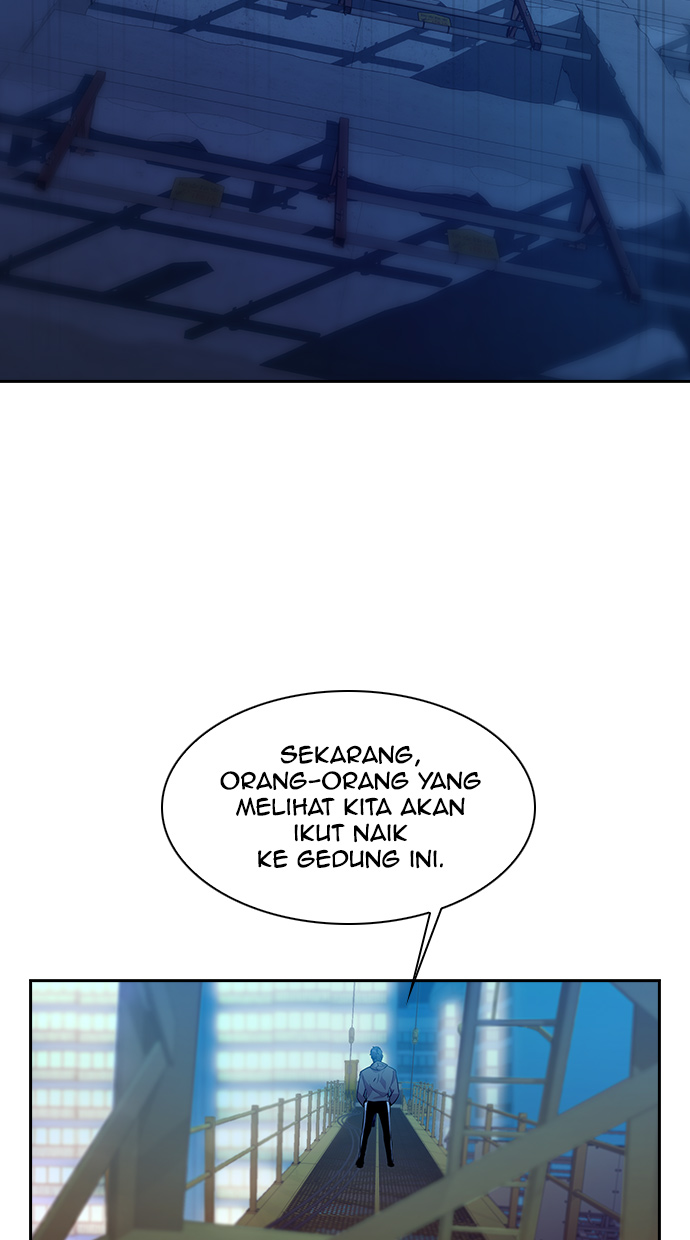 SEKARANG,
ORANG-ORANG YANG
MELIHAT KITA AKAN
IKUT NAIK
KE GEDUNG INI.